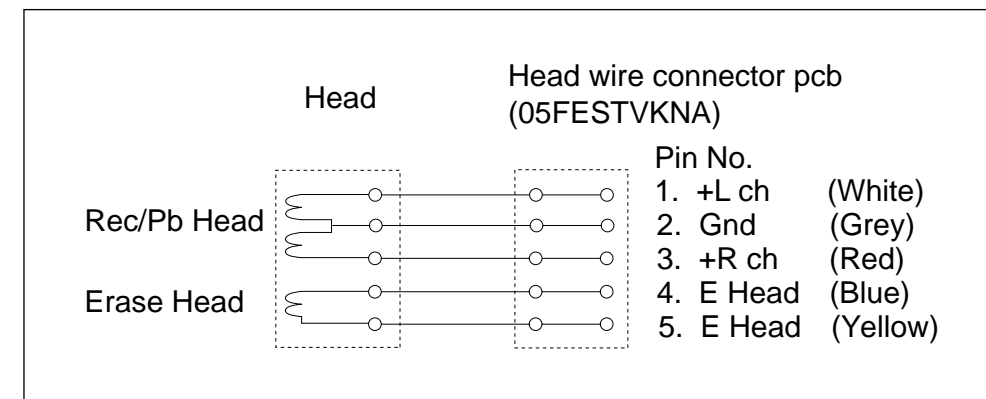 Head
Head wire connector pcb
(05FESTVKNA)
Pin No.
Rec/Pb Head
Erase Head
1. +L ch (White)
2. Gnd (Grey)
3. +R ch (Red)
4. E Head (Blue)
5. E Head (Yellow)